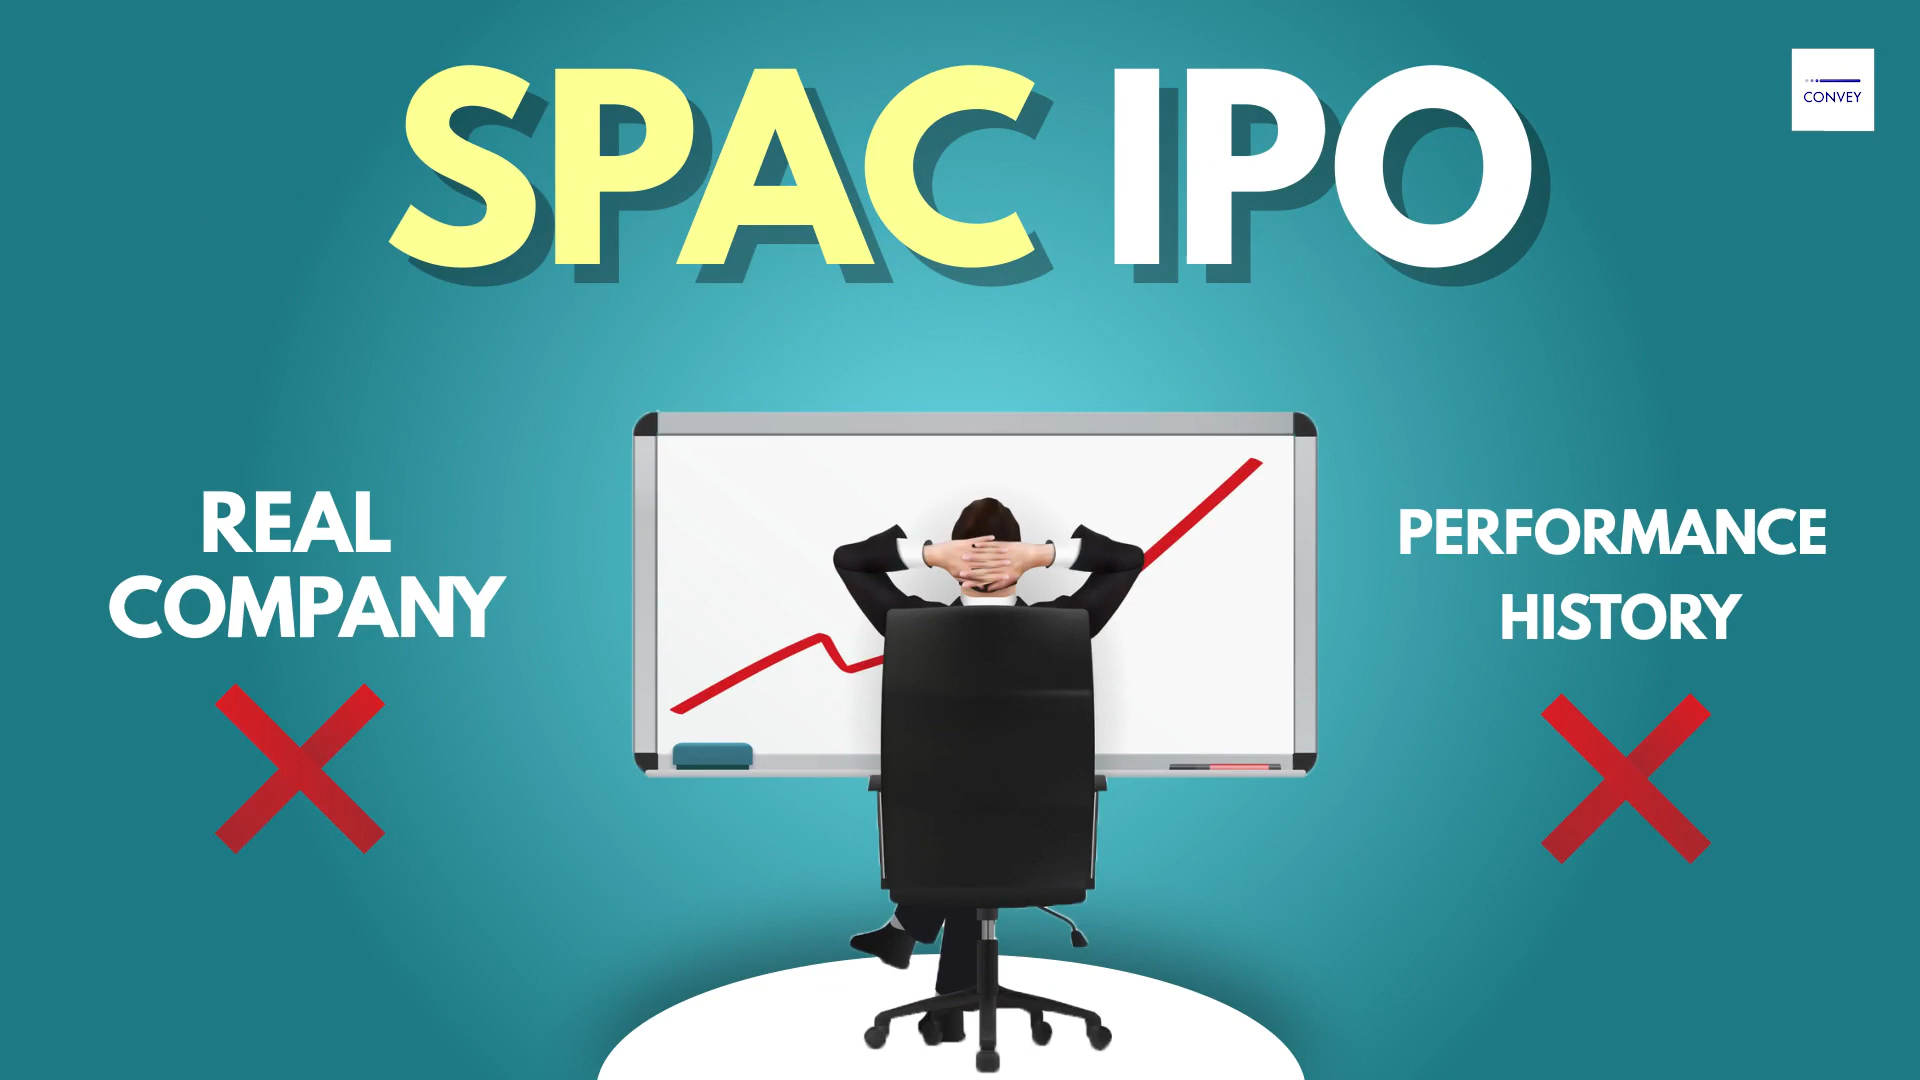 SPAC IPO
CONVEY
REAL
COMPANY
PERFORMANCE
HISTORY